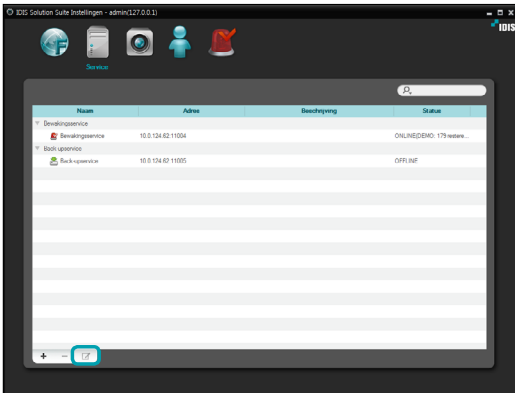 IDIS Solution Suite Instellingen - admin(127.0.0.1)
IDIS
Service
Naam Adres Beschrijving Status
Bewakingsservice
Bewakingsservice 10.0.124.62:11004 ONLINE(DEMO: 179 restere...
Back upservice
Back-upservice 10.0.124.62:11005 OFFLINE